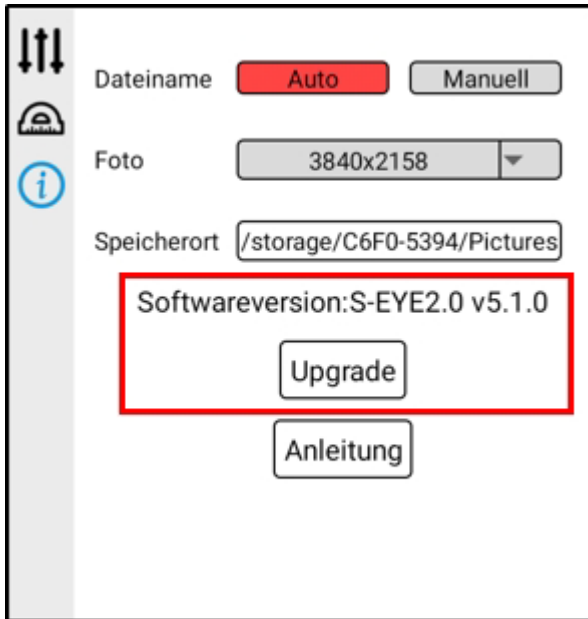 Dateiname Auto Manuell
Foto 3840x2158
Speicherort /storage/C6F0-5394/Pictures
Softwareversion:S-EYE2.0 v5.1.0
Upgrade
Anleitung